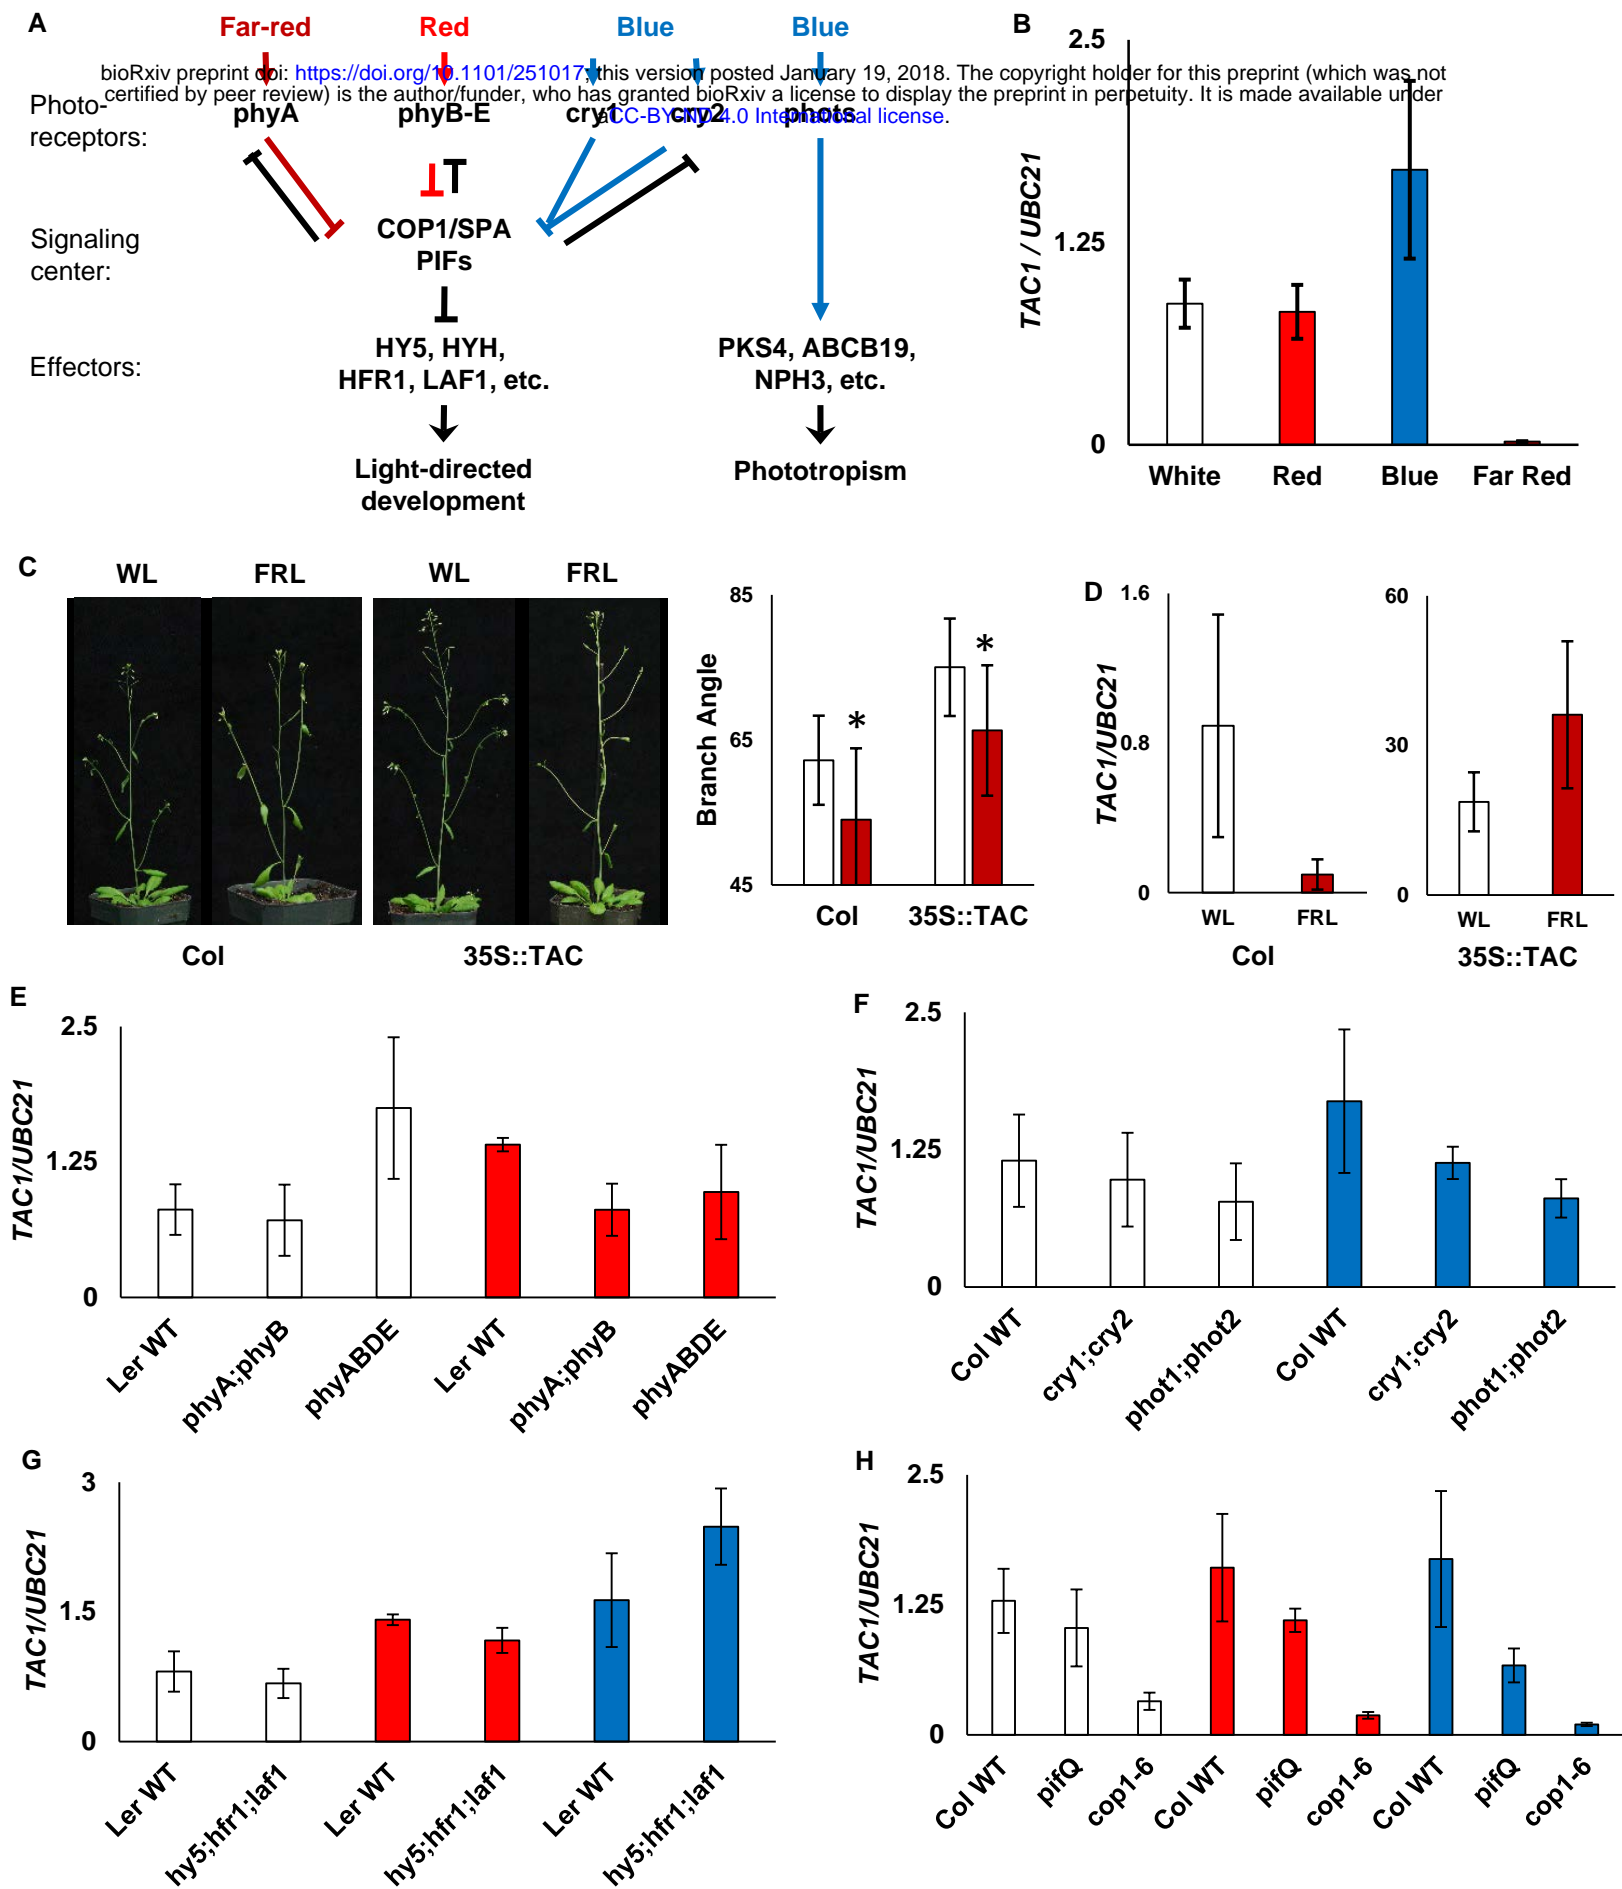 A
Far-red
Red
Blue
Blue
bioRxiv preprint doi: https://doi.org/10.1101/251017; this version posted January 19, 2018. The copyright holder for this preprint (which was not
certified by peer review) is the author/funder, who has granted bioRxiv a license to display the preprint in perpetuity. It is made available under
aCC-BY-ND 4.0 International license.
Photo-
receptors:
phyA
phyB-E
cry1
cry2
phots
Signaling
center:
COP1/SPA
PIFs
Effectors:
HY5, HYH,
HFR1, LAF1, etc.
PKS4, ABCB19,
NPH3, etc.
Light-directed
development
Phototropism
B
TAC1 / UBC21
2.5
1.25
0
White
Red
Blue
Far Red
C
WL
FRL
WL
FRL
Col
35S::TAC
Branch Angle
85
65
45
*
*
Col
35S::TAC
D
TAC1/UBC21
1.6
0.8
0
WL
FRL
Col
60
30
0
WL
FRL
35S::TAC
E
TAC1/UBC21
2.5
1.25
0
Ler WT
phyA;phyB
phyABDE
Ler WT
phyA;phyB
phyABDE
F
TAC1/UBC21
2.5
1.25
0
Col WT
cry1;cry2
phot1;phot2
Col WT
cry1;cry2
phot1;phot2
G
TAC1/UBC21
3
1.5
0
Ler WT
hy5;hfr1;laf1
Ler WT
hy5;hfr1;laf1
Ler WT
hy5;hfr1;laf1
H
TAC1/UBC21
2.5
1.25
0
Col WT
pifQ
cop1-6
Col WT
pifQ
cop1-6
Col WT
pifQ
cop1-6